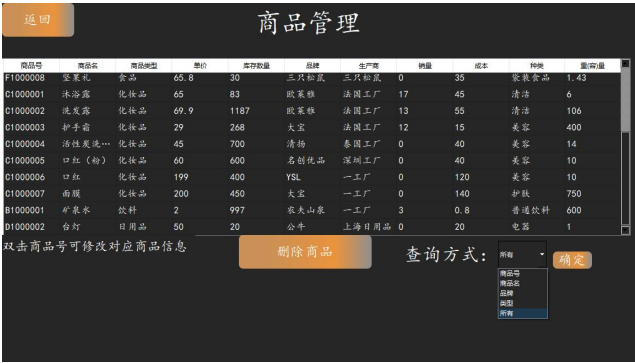 返回
商品管理
商品号 商品名 商品类型 单价 库存数量 品牌 生产商 销量 成本 种类 重(容)量
F1000008 坚果礼 食品 65.8 30 三只松鼠 三只松鼠 0 35 袋装食品 1.43
C1000001 沐浴露 化妆品 65 83 欧莱雅 法国工厂 17 45 清洁 6
C1000002 洗发露 化妆品 69.9 1187 欧莱雅 法国工厂 13 55 清洁 106
C1000003 护手霜 化妆品 29 268 大宝 法国工厂 12 15 美容 400
C1000004 活性炭洗… 化妆品 45 700 清扬 泰国工厂 0 40 美容 14
C1000005 口红（粉） 化妆品 60 600 名创优品 深圳工厂 0 40 美容 10
C1000006 口红 化妆品 199 400 YSL 一工厂 0 120 美容 10
C1000007 面膜 化妆品 200 450 大宝 一工厂 0 140 护肤 750
B1000001 矿泉水 饮料 2 997 农夫山泉 一工厂 3 0.8 普通饮料 600
D1000002 台灯 日用品 50 20 公牛 上海日用品 0 20 电器 1
双击商品号可修改对应商品信息 删除商品 查询方式： 所有 确定
商品号
商品名
品牌
类型
所有